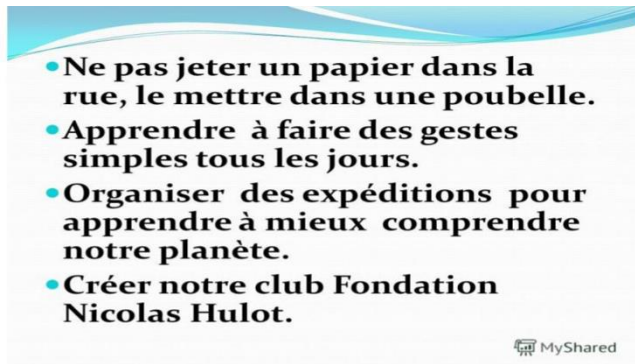 Ne pas jeter un papier dans la
rue, le mettre dans une poubelle.
Apprendre à faire des gestes
simples tous les jours.
Organiser des expéditions pour
apprendre à mieux comprendre
notre planète.
Créer notre club Fondation
Nicolas Hulot.
MyShared